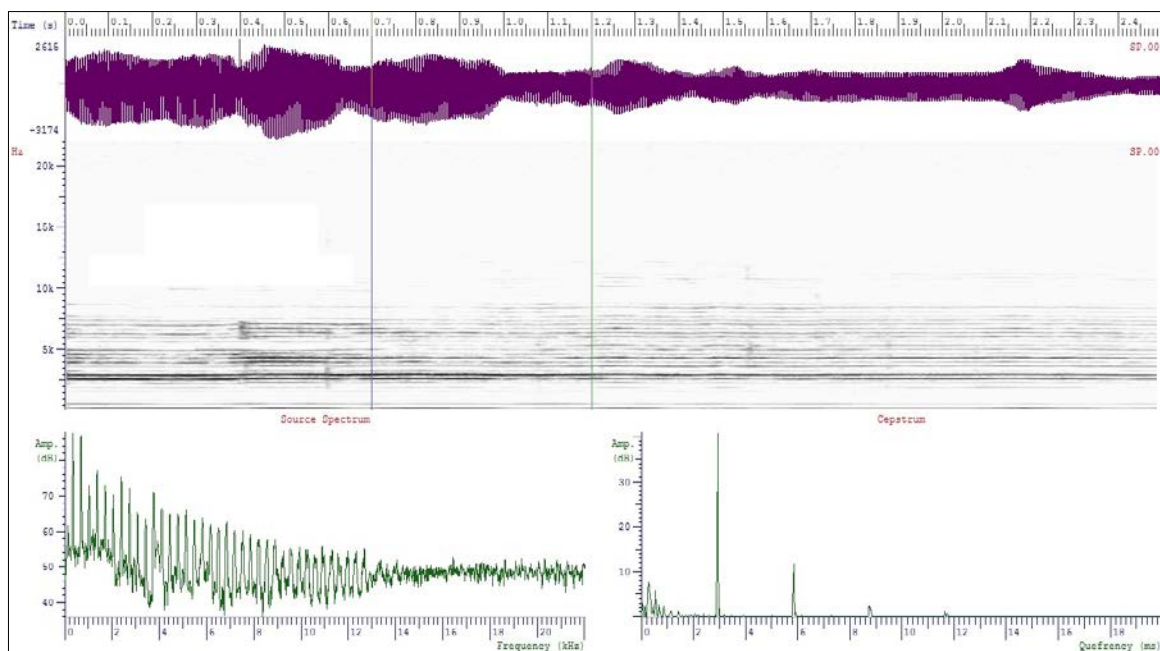 Time (s) 0.0 0.1 0.2 0.3 0.4 0.5 0.6 0.7 0.8 0.9 1.0 1.1 1.2 1.3 1.4 1.5 1.6 1.7 1.8 1.9 2.0 2.1 2.2 2.3 2.4
2616
SD.00
-3174
Hz
SP.00
20k
15k
10k
5k
Source Spectrum
Cepstrum
Amp.
(dB)
70
60
50
40
0 2 4 6 8 10 12 14 16 18 20
Frequency (kHz)
Amp.
(dB)
40
30
20
10
0 2 4 6 8 10 12 14 16 18
Quefrency (ms)